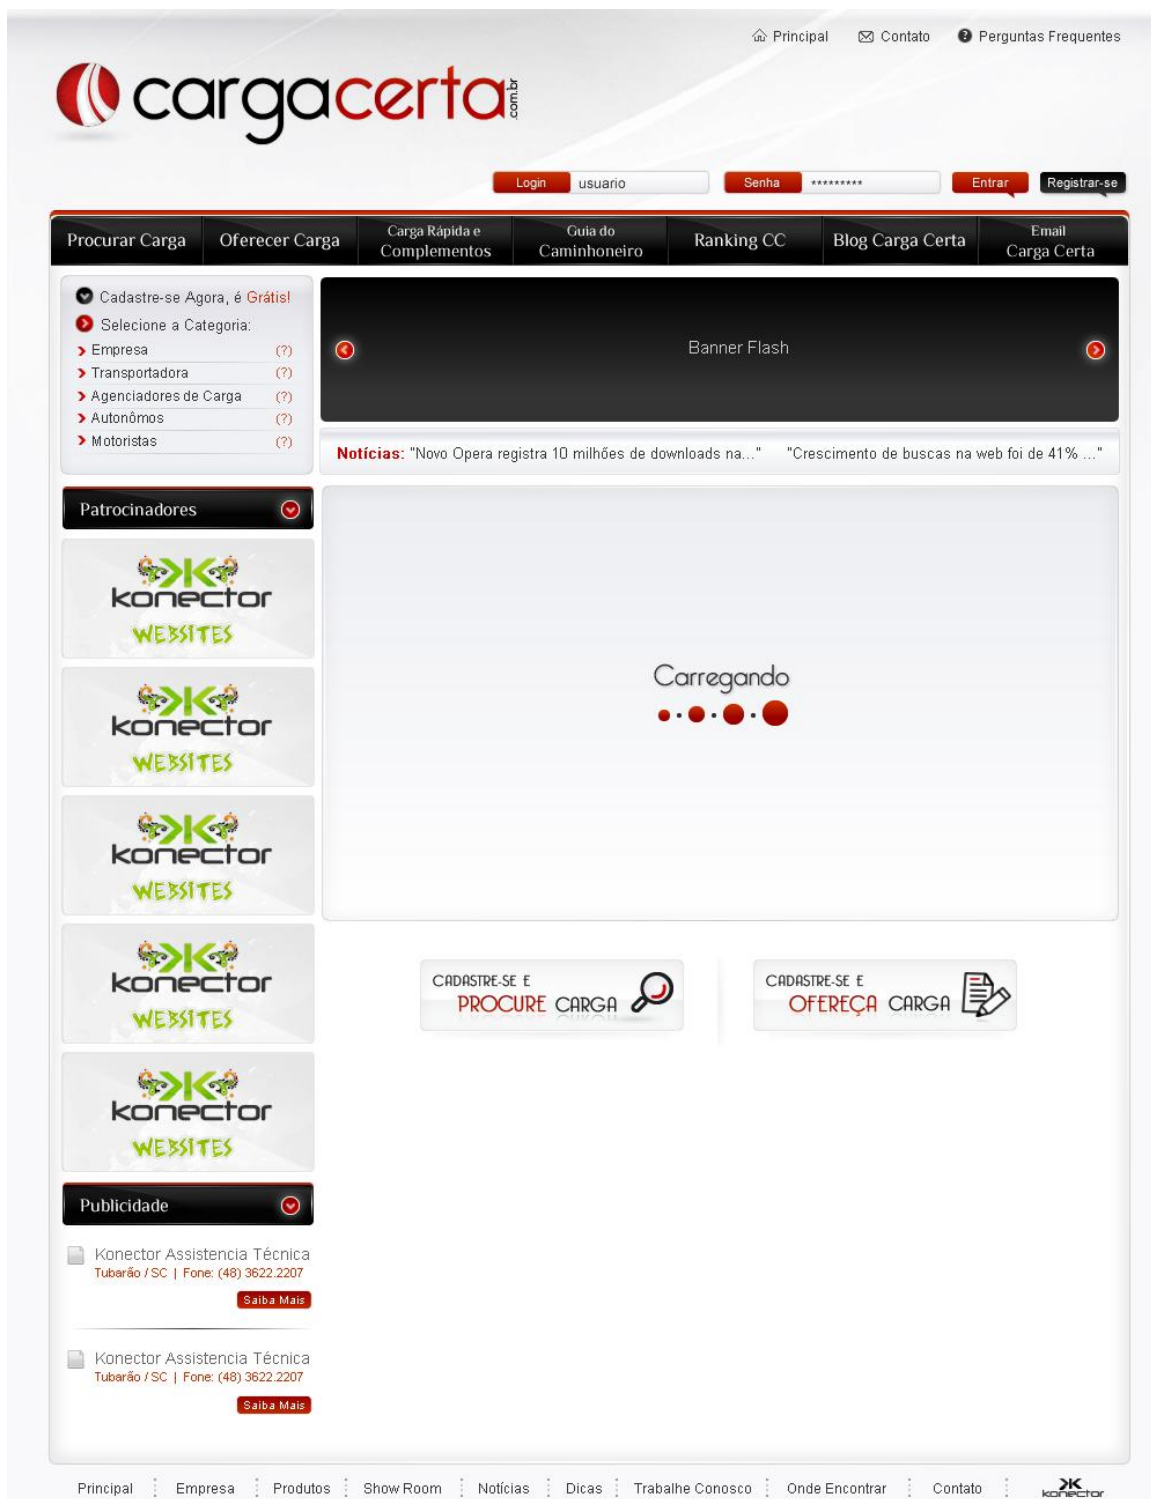 Principal Contato Perguntas Frequentes
cargacerta.com.br
Login usuario Senha ********* Entrar Registrar-se
Procurar Carga Oferecer Carga Carga Rápida e Complementos Guia do Caminhoneiro Ranking CC Blog Carga Certa Email Carga Certa
Cadastre-se Agora, é Grátis!
Selecione a Categoria:
Empresa (?)
Transportadora (?)
Agenciadores de Carga (?)
Autonômos (?)
Motoristas (?)
Banner Flash
Notícias: "Novo Opera registra 10 milhões de downloads na..." "Crescimento de buscas na web foi de 41% ..."
Patrocinadores
konector
WEBSITES
konector
WEBSITES
konector
WEBSITES
konector
WEBSITES
konector
WEBSITES
Carregando
CADASTRE-SE E
PROCURE CARGA
CADASTRE-SE E
OFEREÇA CARGA
Publicidade
Konector Assistencia Técnica
Tubarão / SC | Fone: (48) 3622.2207
Saiba Mais
Konector Assistencia Técnica
Tubarão / SC | Fone: (48) 3622.2207
Saiba Mais
Principal Empresa Produtos Show Room Notícias Dicas Trabalhe Conosco Onde Encontrar Contato konector